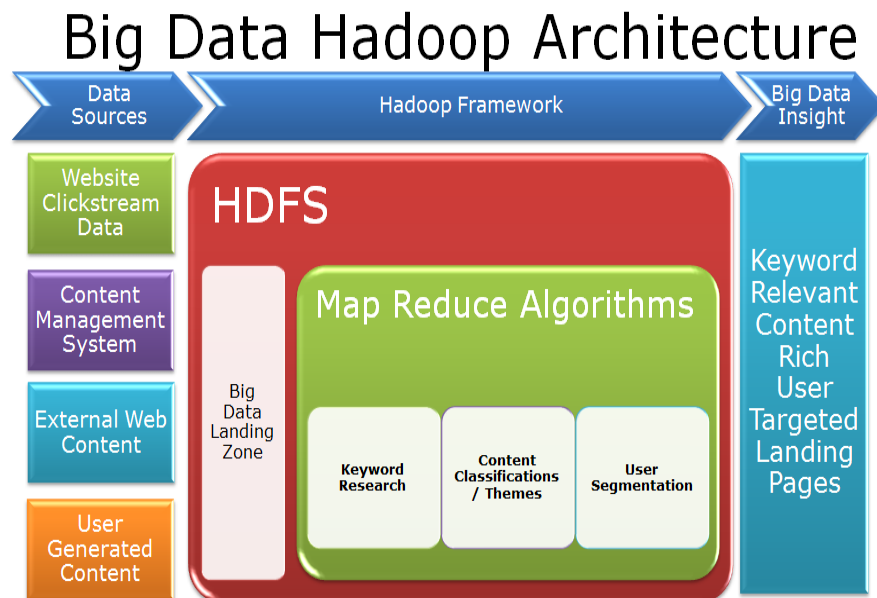 Big Data Hadoop Architecture
Data
Sources
Hadoop Framework
Big Data
Insight
Website
Clickstream
Data
Content
Management
System
External Web
Content
User
Generated
Content
HDFS
Big
Data
Landing
Zone
Map Reduce Algorithms
Keyword
Research
Content
Classifications
/ Themes
User
Segmentation
Keyword
Relevant
Content
Rich
User
Targeted
Landing
Pages